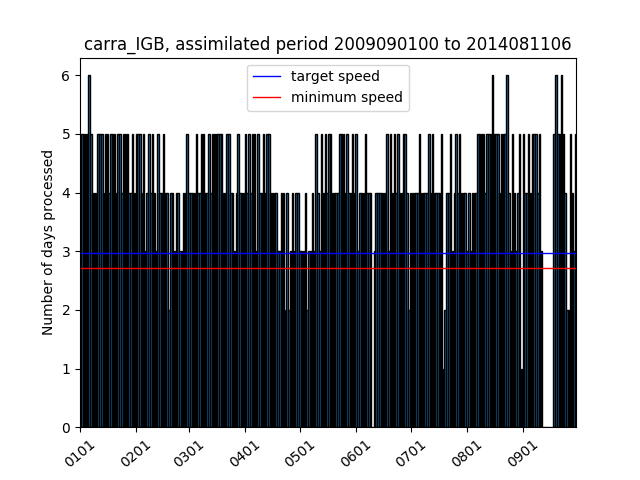 carra_IGB, assimilated period 2009090100 to 2014081106
target speed
minimum speed
Number of days processed
6
5
4
3
2
1
0
0101 0201 0301 0401 0501 0601 0701 0801 0901